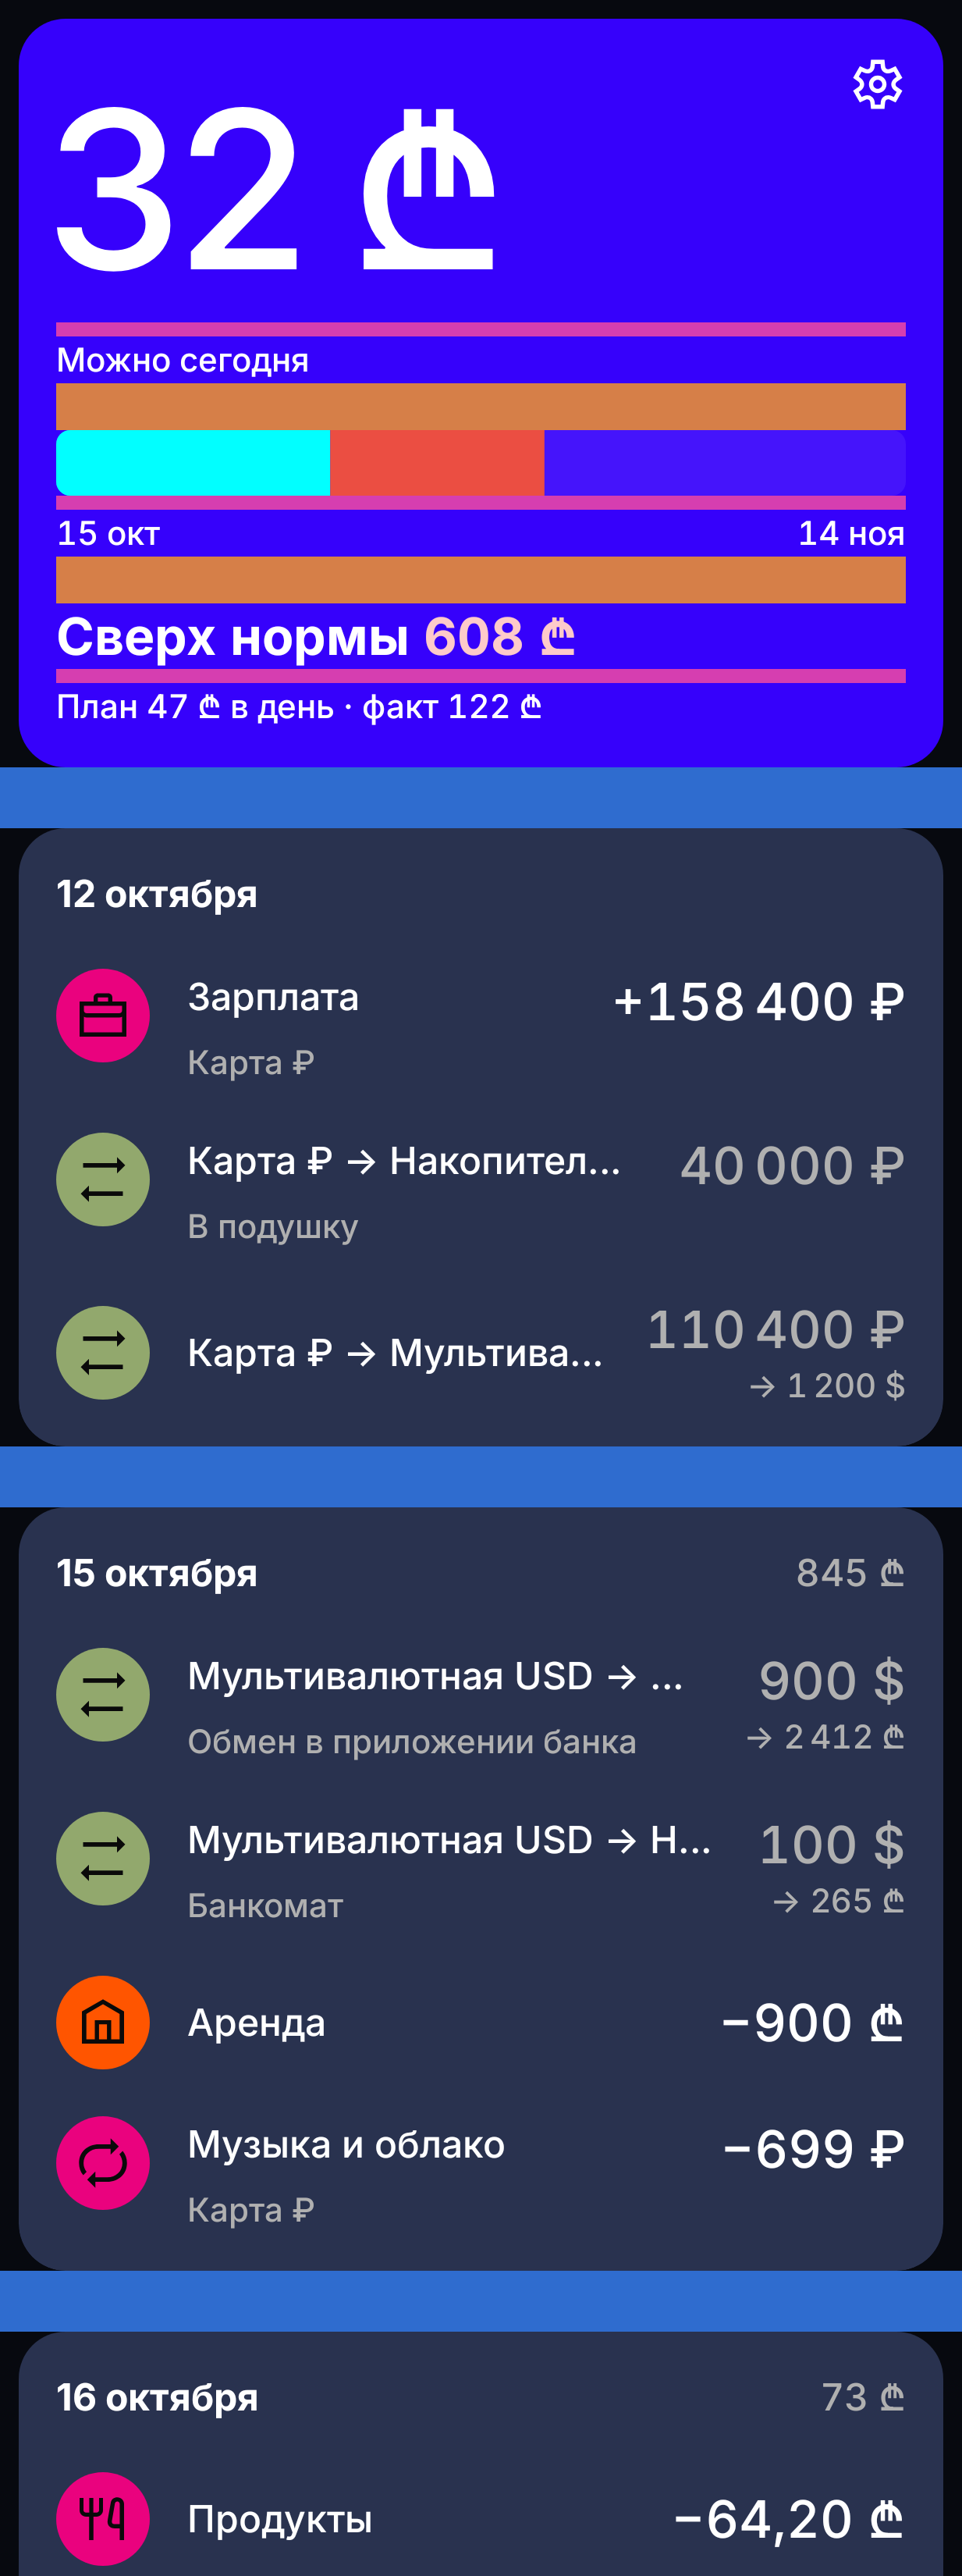 32 ₾
Можно сегодня
15 окт 14 ноя
Сверх нормы 608 ₾
План 47 ₾ в день · факт 122 ₾
12 октября
Зарплата +158 400 ₽
Карта ₽
Карта ₽ → Накопител... 40 000 ₽
В подушку
110 400 ₽
Карта ₽ → Мультива...
→ 1 200 $
15 октября 845 ₾
Мультивалютная USD → ... 900 $
Обмен в приложении банка → 2 412 ₾
Мультивалютная USD → Н... 100 $
Банкомат → 265 ₾
Аренда −900 ₾
Музыка и облако −699 ₽
Карта ₽
16 октября 73 ₾
Продукты −64,20 ₾